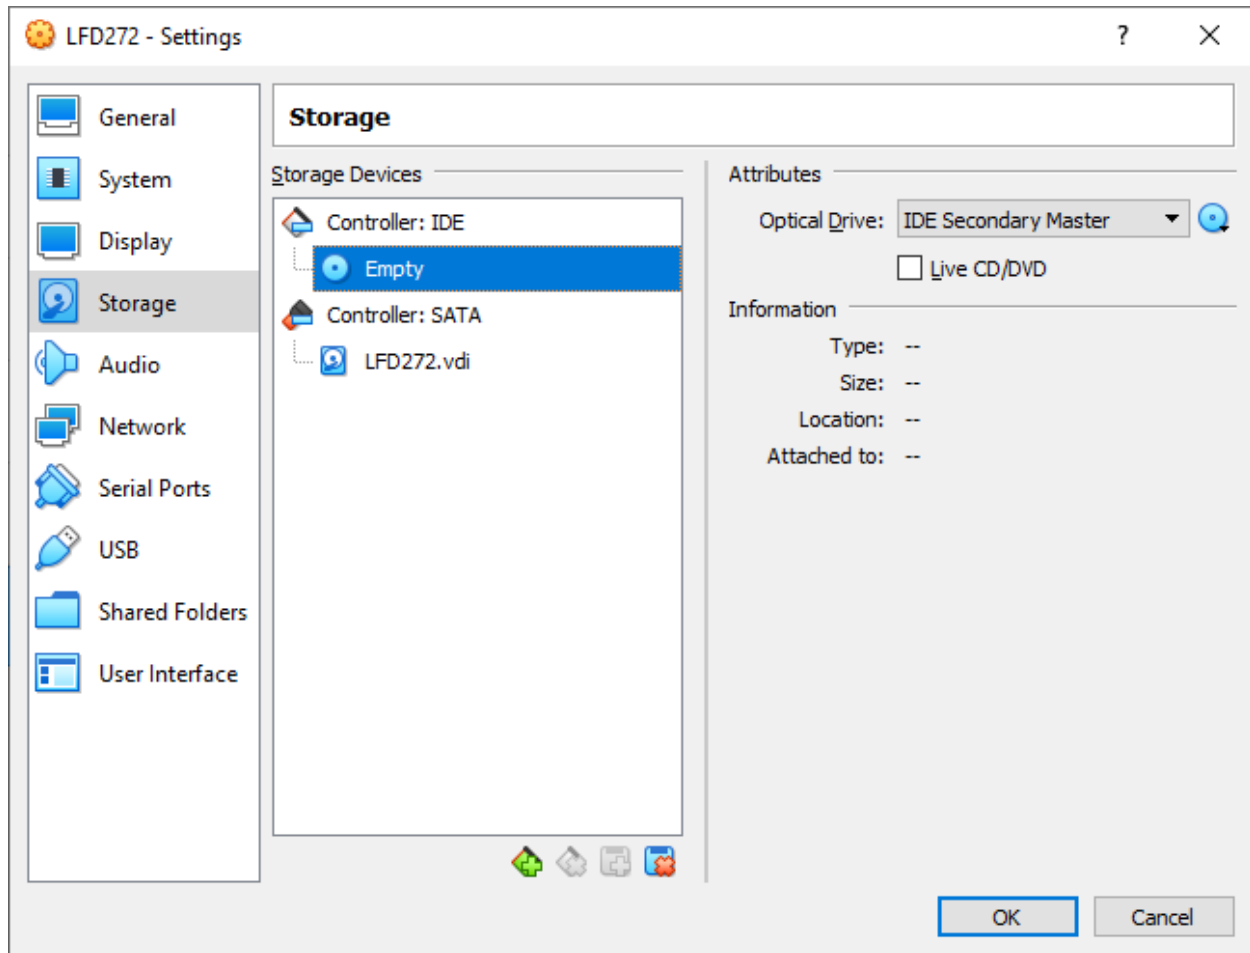 LFD272 - Settings
?
General
System
Display
Storage
Audio
Network
Serial Ports
USB
Shared Folders
User Interface
Storage
Storage Devices
Controller: IDE
Empty
Controller: SATA
LFD272.vdi
Attributes
Optical Drive: IDE Secondary Master
Live CD/DVD
Information
Type: --
Size: --
Location: --
Attached to: --
OK
Cancel